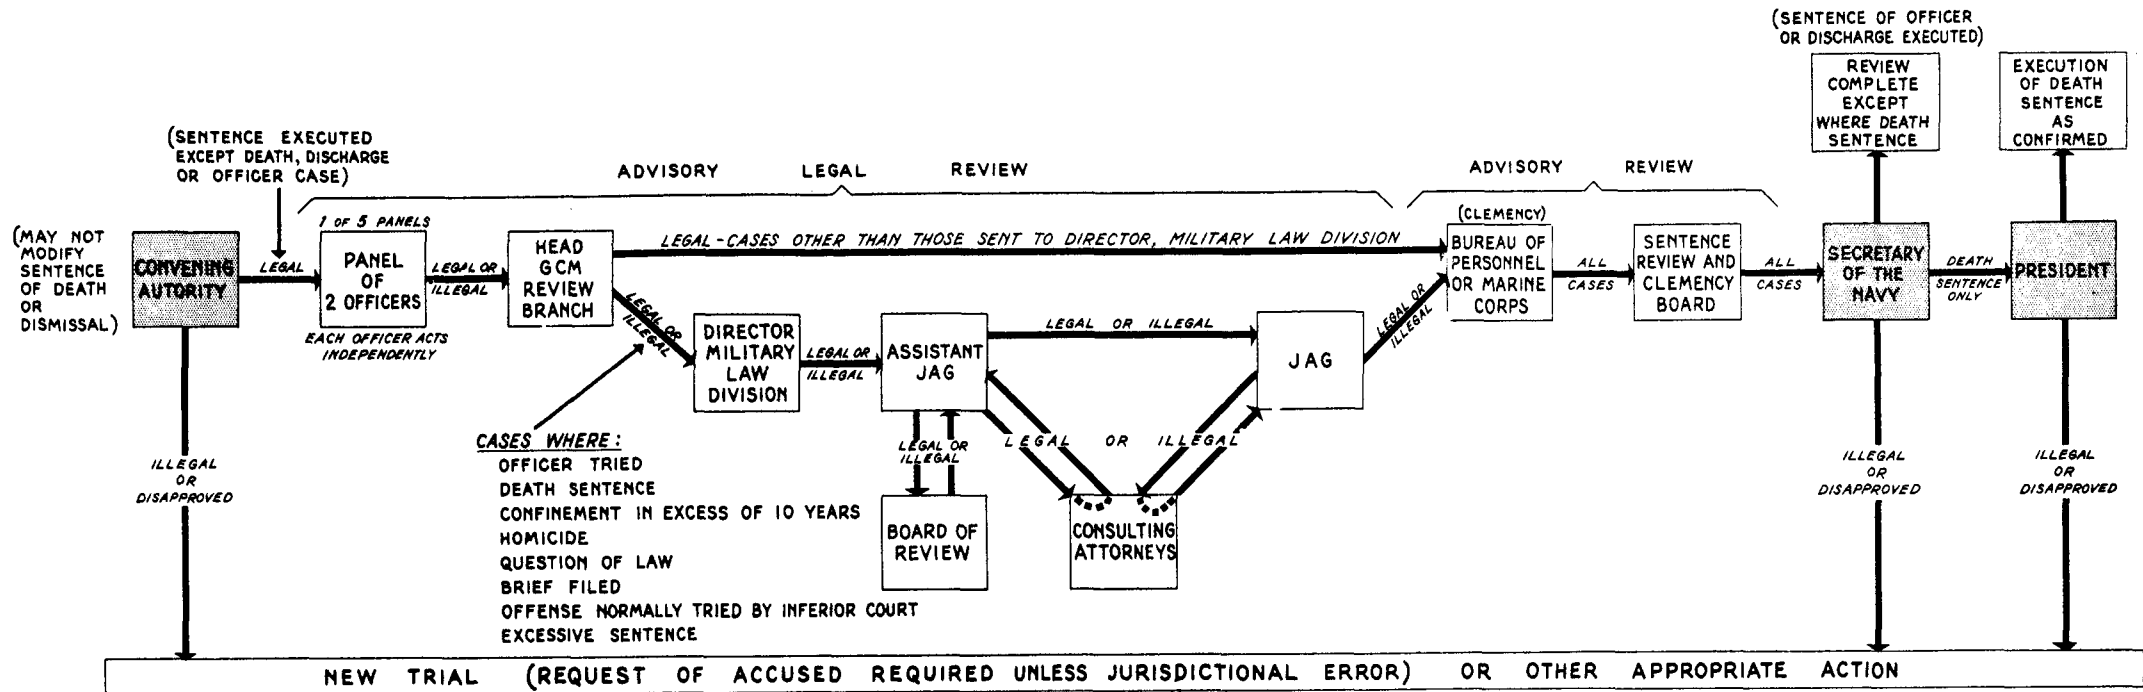 (SENTENCE OF OFFICER
OR DISCHARGE EXECUTED)
REVIEW
COMPLETE
EXCEPT
WHERE DEATH
SENTENCE
EXECUTION
OF DEATH
SENTENCE
AS
CONFIRMED
(SENTENCE EXECUTED
EXCEPT DEATH, DISCHARGE
OR OFFICER CASE)
ADVISORY LEGAL REVIEW
ADVISORY REVIEW
(MAY NOT
MODIFY
SENTENCE
OF DEATH
OR
DISMISSAL)
CONVENING
AUTORITY
LEGAL
1 OF 5 PANELS
PANEL
OF
2 OFFICERS
EACH OFFICER ACTS
INDEPENDENTLY
LEGAL OR
ILLEGAL
HEAD
GCM
REVIEW
BRANCH
LEGAL-CASES OTHER THAN THOSE SENT TO DIRECTOR, MILITARY LAW DIVISION
LEGAL OR
ILLEGAL
DIRECTOR
MILITARY
LAW
DIVISION
LEGAL OR
ILLEGAL
ASSISTANT
JAG
LEGAL OR ILLEGAL
JAG
LEGAL OR
ILLEGAL
(CLEMENCY)
BUREAU OF
PERSONNEL
OR MARINE
CORPS
ALL
CASES
SENTENCE
REVIEW AND
CLEMENCY
BOARD
ALL
CASES
SECRETARY
OF THE
NAVY
DEATH
SENTENCE
ONLY
PRESIDENT
CASES WHERE:
OFFICER TRIED
DEATH SENTENCE
CONFINEMENT IN EXCESS OF 10 YEARS
HOMICIDE
QUESTION OF LAW
BRIEF FILED
OFFENSE NORMALLY TRIED BY INFERIOR COURT
EXCESSIVE SENTENCE
LEGAL OR
ILLEGAL
LEGAL OR ILLEGAL
BOARD OF
REVIEW
CONSULTING
ATTORNEYS
ILLEGAL
OR
DISAPPROVED
ILLEGAL
OR
DISAPPROVED
ILLEGAL
OR
DISAPPROVED
NEW TRIAL (REQUEST OF ACCUSED REQUIRED UNLESS JURISDICTIONAL ERROR) OR OTHER APPROPRIATE ACTION